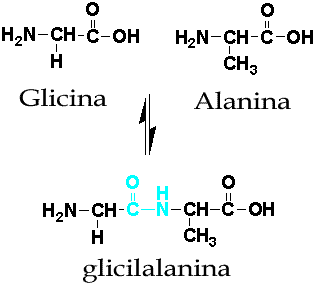 O O
H₂N–CH–C–OH H₂N–CH–C–OH
H CH₃
Glicina Alanina
O H O
H₂N–CH–C–N–CH–C–OH
H CH₃
glicilalanina